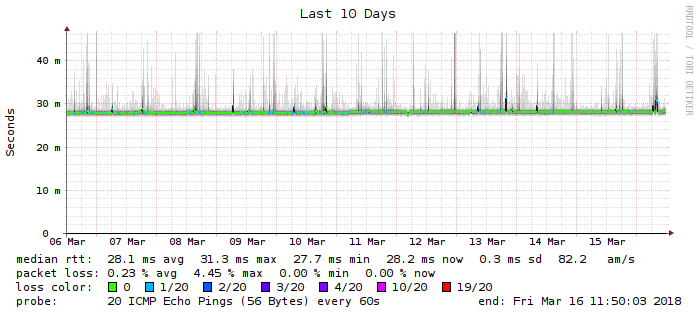 Last 10 Days
RRDTOOL / TOBI OETIKER
Seconds
40 m
30 m
20 m
10 m
0
06 Mar 07 Mar 08 Mar 09 Mar 10 Mar 11 Mar 12 Mar 13 Mar 14 Mar 15 Mar
median rtt: 28.1 ms avg 31.3 ms max 27.7 ms min 28.2 ms now 0.3 ms sd 82.2 am/s
packet loss: 0.23 % avg 4.45 % max 0.00 % min 0.00 % now
loss color: 0 1/20 2/20 3/20 4/20 10/20 19/20
probe: 20 ICMP Echo Pings (56 Bytes) every 60s end: Fri Mar 16 11:50:03 2018